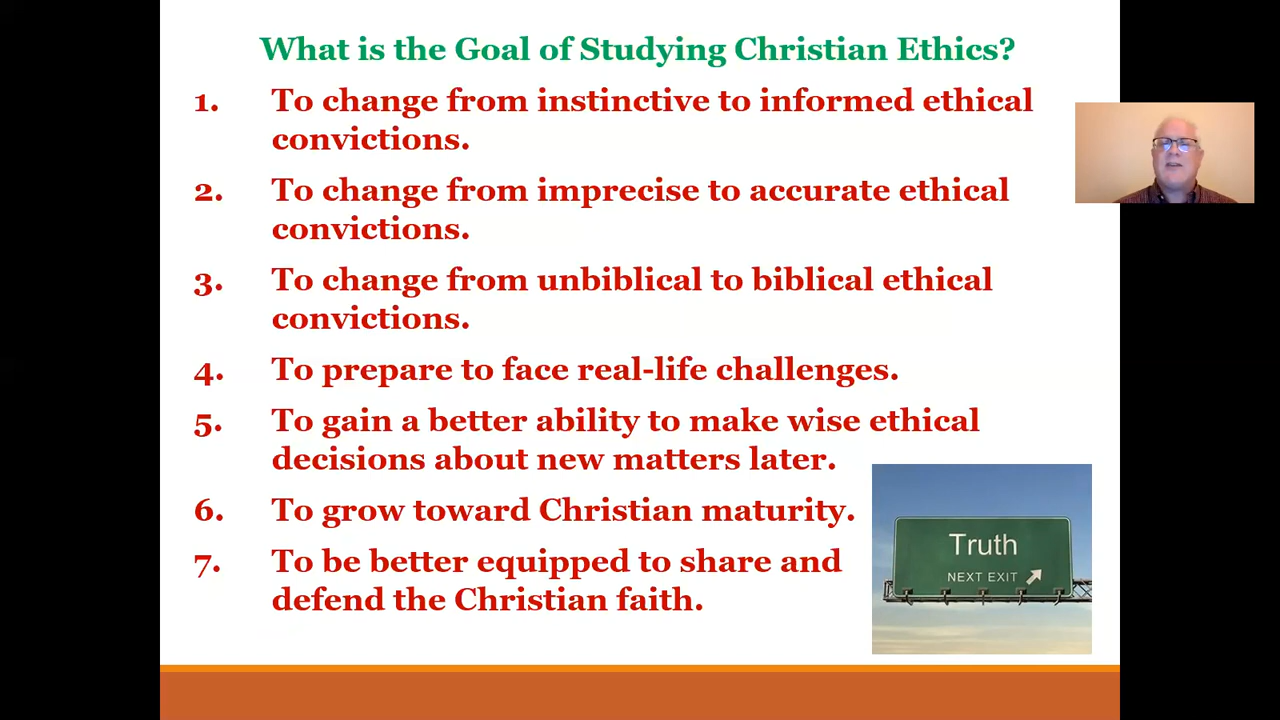 What is the Goal of Studying Christian Ethics?
1. To change from instinctive to informed ethical
convictions.
2. To change from imprecise to accurate ethical
convictions.
3. To change from unbiblical to biblical ethical
convictions.
4. To prepare to face real-life challenges.
5. To gain a better ability to make wise ethical
decisions about new matters later.
6. To grow toward Christian maturity.
7. To be better equipped to share and
defend the Christian faith.
Truth
NEXT EXIT